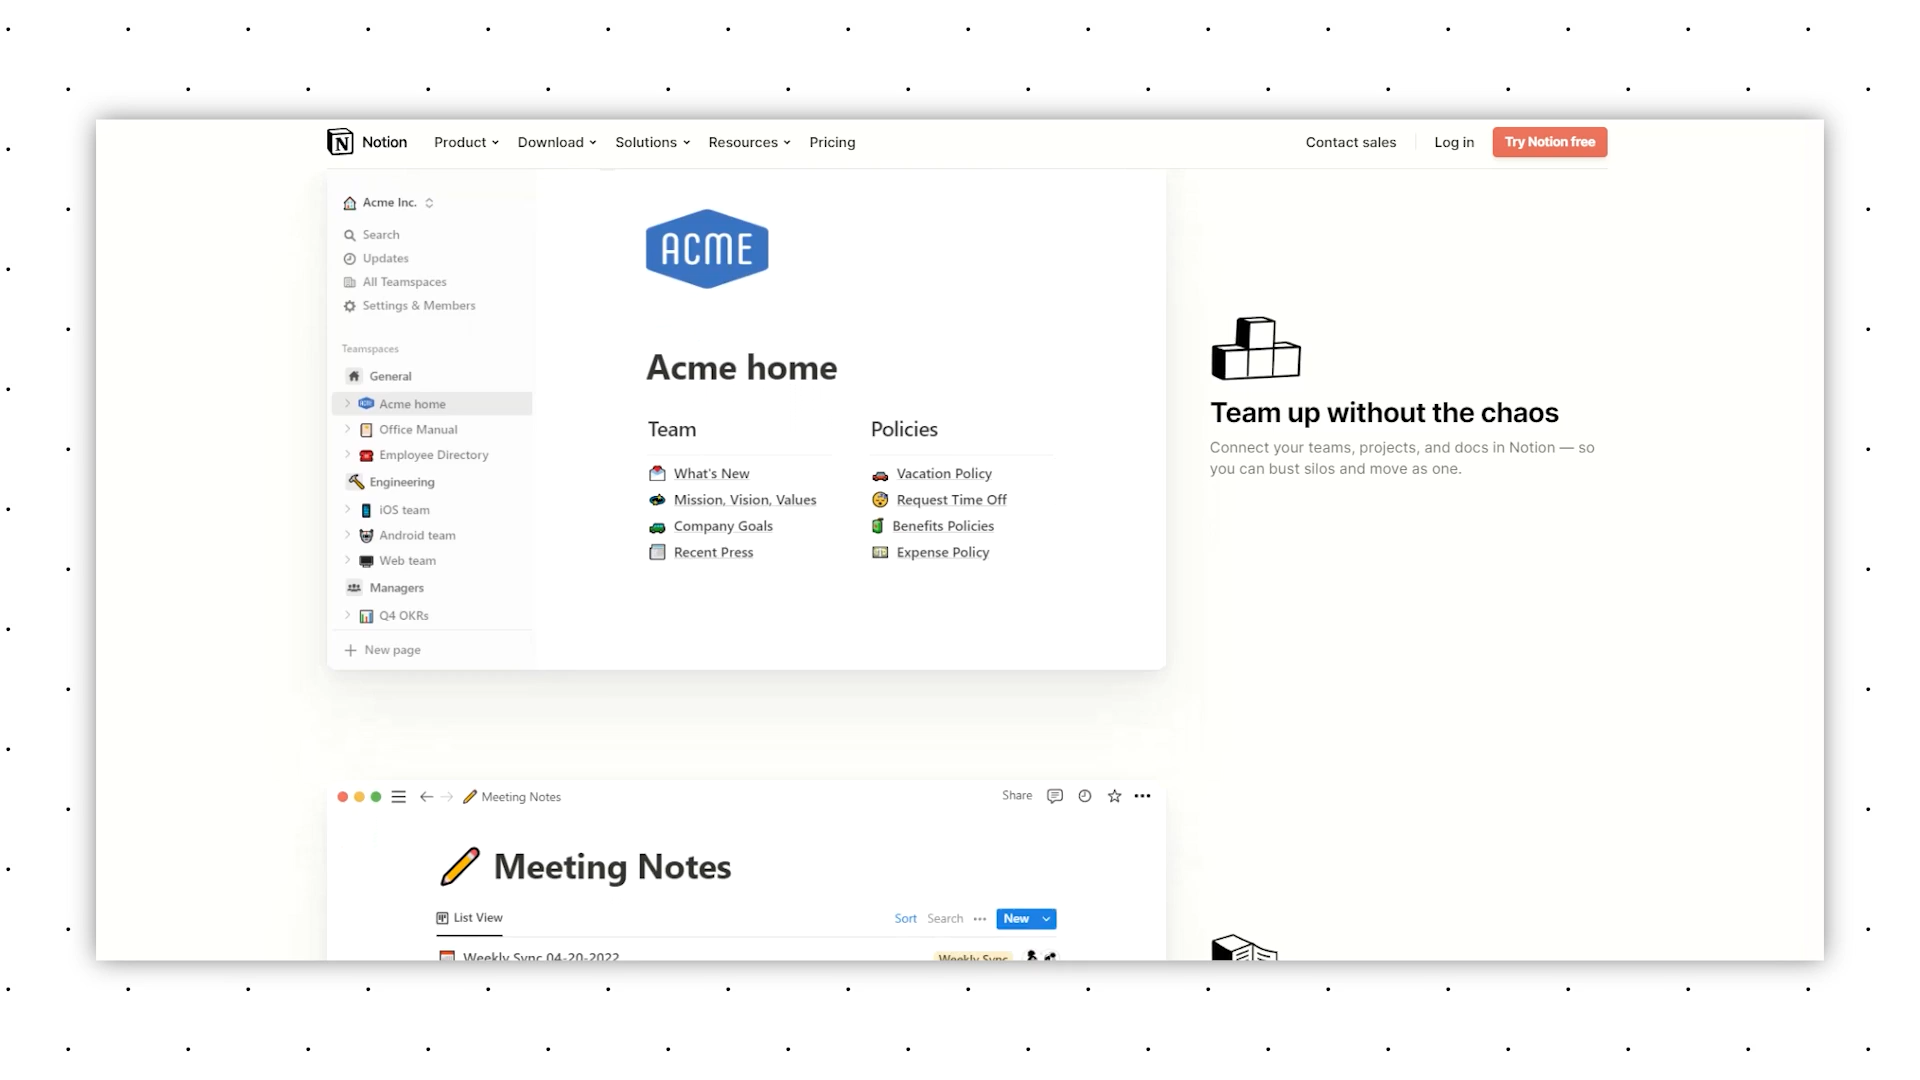 Notion Product Download Solutions Resources Pricing Contact sales Log in Try Notion free
Acme Inc.
Search
Updates
All Teamspaces
Settings & Members
Teamspaces
General
Acme home
Office Manual
Employee Directory
Engineering
iOS team
Android team
Web team
Managers
Q4 OKRs
New page
ACME
Acme home
Team
What's New
Mission, Vision, Values
Company Goals
Recent Press
Policies
Vacation Policy
Request Time Off
Benefits Policies
Expense Policy
Team up without the chaos
Connect your teams, projects, and docs in Notion — so
you can bust silos and move as one.
Meeting Notes Share
Meeting Notes
List View Sort Search New
Weekly Sync 04-20-2022 Weekly Sync